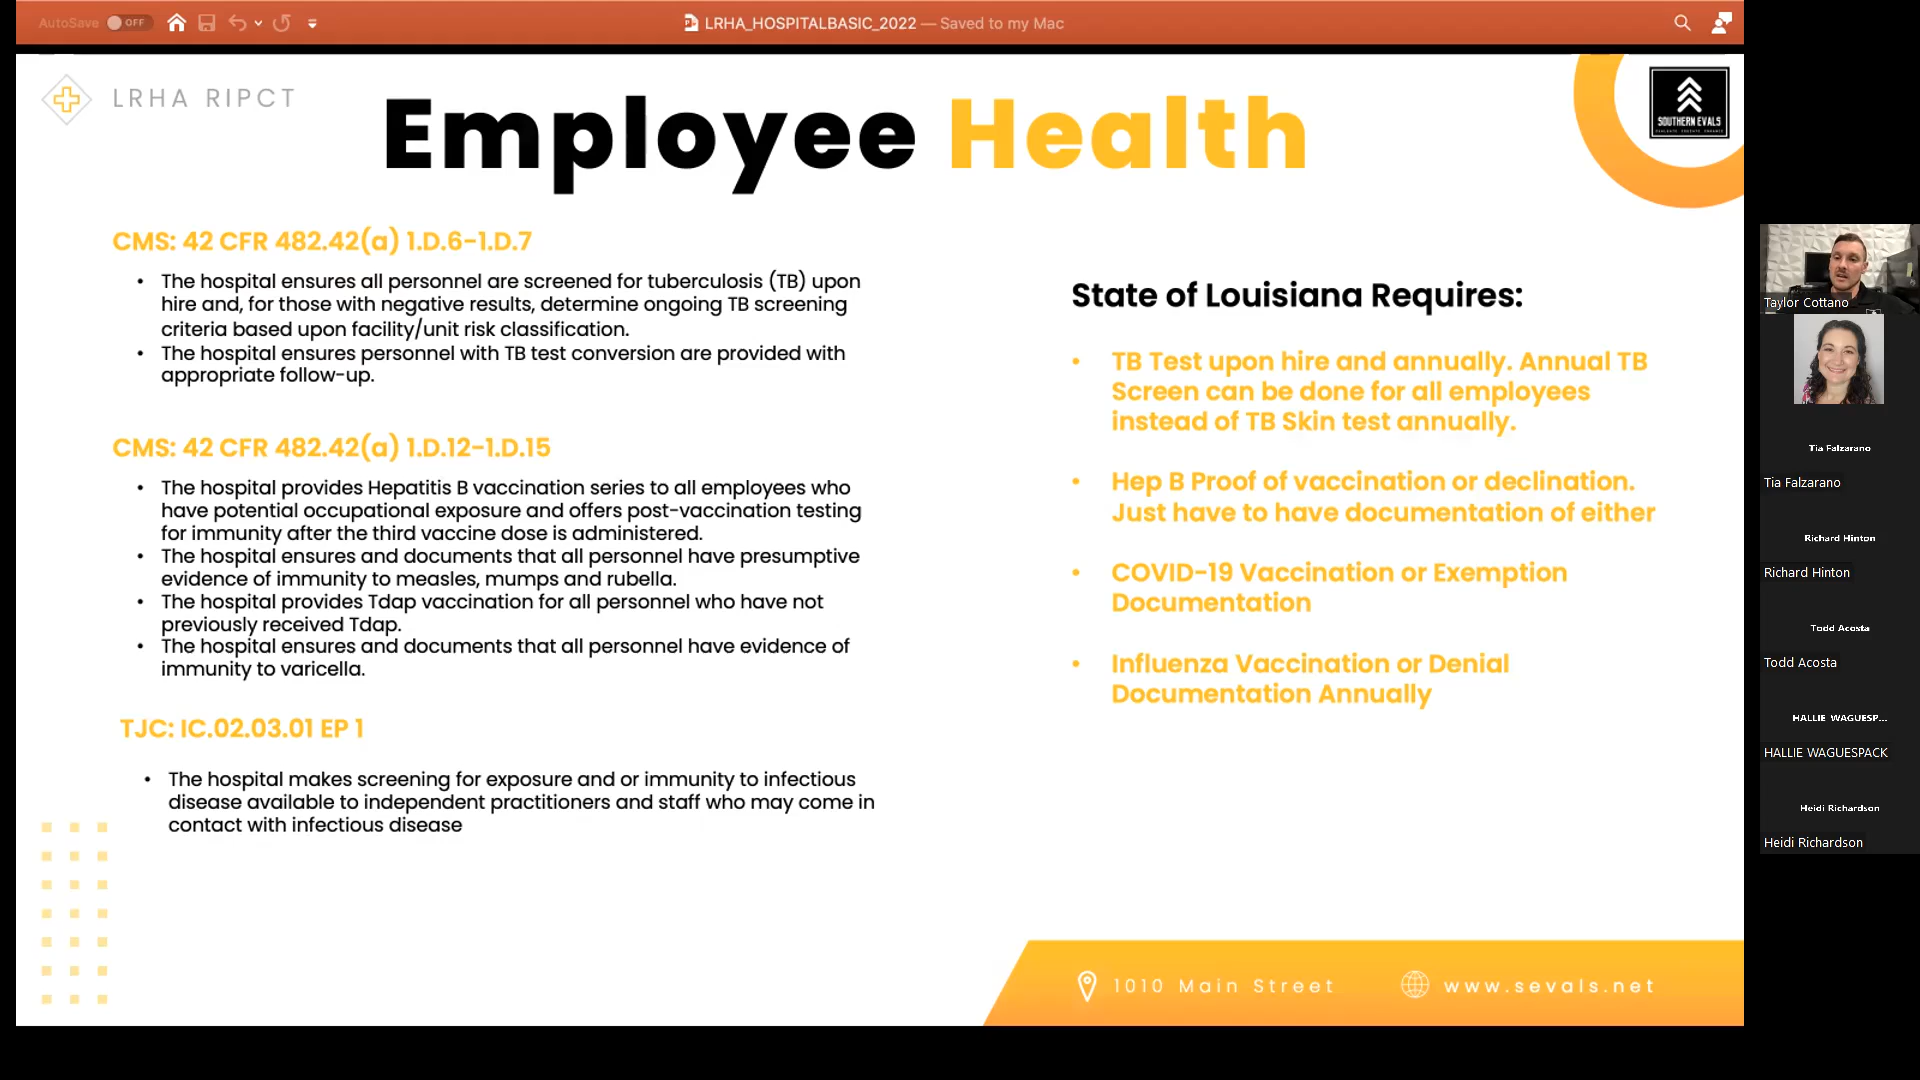 AutoSave OFF
LRHA_HOSPITALBASIC_2022 — Saved to my Mac
LRHA RIPCT
Employee Health
SOUTHERN EVALS
CMS: 42 CFR 482.42(a) 1.D.6-1.D.7
• The hospital ensures all personnel are screened for tuberculosis (TB) upon
hire and, for those with negative results, determine ongoing TB screening
criteria based upon facility/unit risk classification.
• The hospital ensures personnel with TB test conversion are provided with
appropriate follow-up.
CMS: 42 CFR 482.42(a) 1.D.12-1.D.15
• The hospital provides Hepatitis B vaccination series to all employees who
have potential occupational exposure and offers post-vaccination testing
for immunity after the third vaccine dose is administered.
• The hospital ensures and documents that all personnel have presumptive
evidence of immunity to measles, mumps and rubella.
• The hospital provides Tdap vaccination for all personnel who have not
previously received Tdap.
• The hospital ensures and documents that all personnel have evidence of
immunity to varicella.
TJC: IC.02.03.01 EP 1
• The hospital makes screening for exposure and or immunity to infectious
disease available to independent practitioners and staff who may come in
contact with infectious disease
State of Louisiana Requires:
• TB Test upon hire and annually. Annual TB
Screen can be done for all employees
instead of TB Skin test annually.
• Hep B Proof of vaccination or declination.
Just have to have documentation of either
• COVID-19 Vaccination or Exemption
Documentation
• Influenza Vaccination or Denial
Documentation Annually
1010 Main Street
www.sevals.net
Taylor Cottano
Tia Falzarano
Tia Falzarano
Richard Hinton
Richard Hinton
Todd Acosta
Todd Acosta
HALLIE WAGUESP...
HALLIE WAGUESPACK
Heidi Richardson
Heidi Richardson